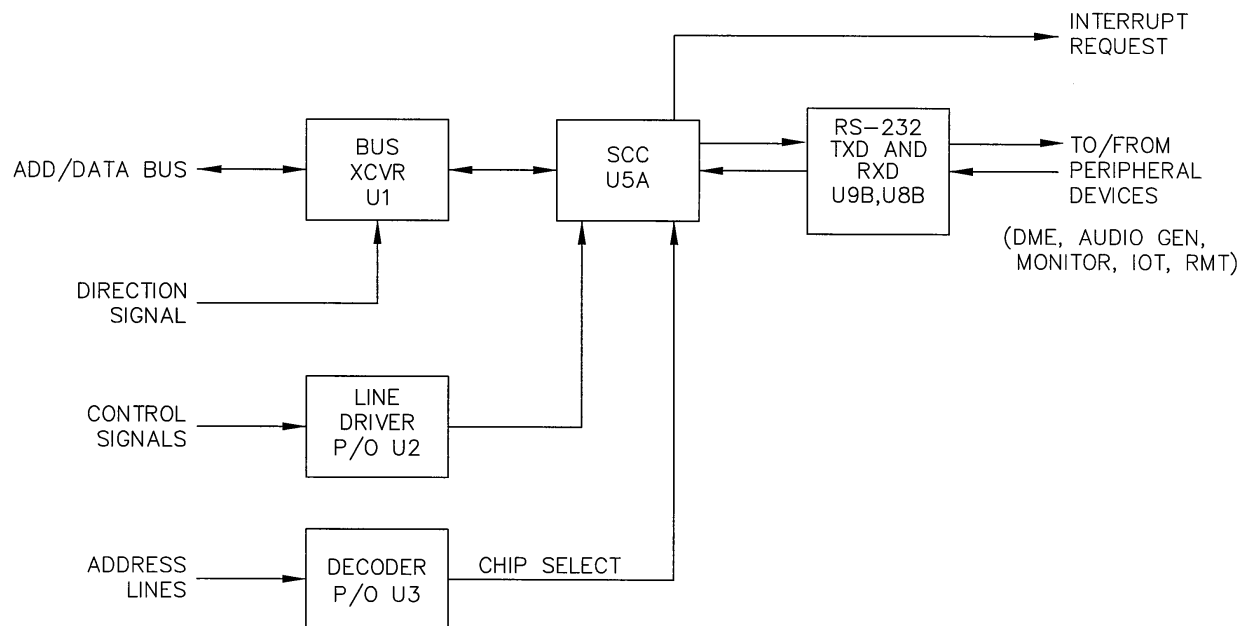 INTERRUPT
REQUEST
ADD/DATA BUS
BUS
XCVR
U1
SCC
U5A
RS-232
TXD AND
RXD
U9B,U8B
TO/FROM
PERIPHERAL
DEVICES
(DME, AUDIO GEN,
MONITOR, IOT, RMT)
DIRECTION
SIGNAL
CONTROL
SIGNALS
LINE
DRIVER
P/O U2
ADDRESS
LINES
DECODER
P/O U3
CHIP SELECT